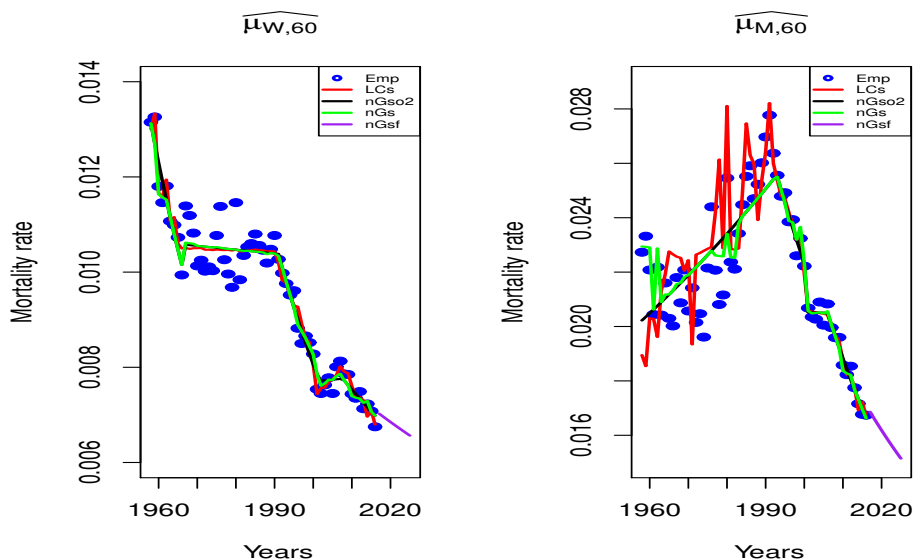 μW,60
Mortality rate
0.006 0.008 0.010 0.012 0.014
1960 1990 2020
Years
Emp
LCs
nGso2
nGs
nGsf
μM,60
Mortality rate
0.016 0.020 0.024 0.028
1960 1990 2020
Years
Emp
LCs
nGso2
nGs
nGsf